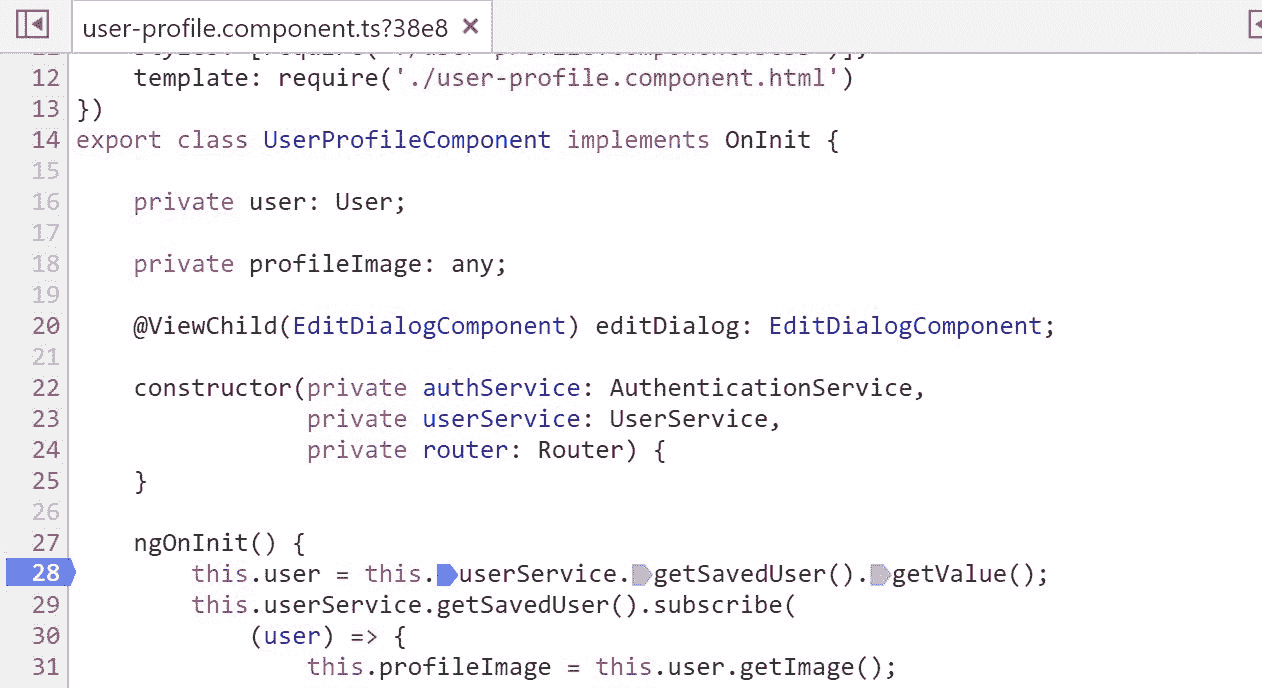 user-profile.component.ts?38e8 ×
12 template: require('./user-profile.component.html')
13 })
14 export class UserProfileComponent implements OnInit {
15
16 private user: User;
17
18 private profileImage: any;
19
20 @ViewChild(EditDialogComponent) editDialog: EditDialogComponent;
21
22 constructor(private authService: AuthenticationService,
23 private userService: UserService,
24 private router: Router) {
25 }
26
27 ngOnInit() {
28 this.user = this.userService.getSavedUser().getValue();
29 this.userService.getSavedUser().subscribe(
30 (user) => {
31 this.profileImage = this.user.getImage();